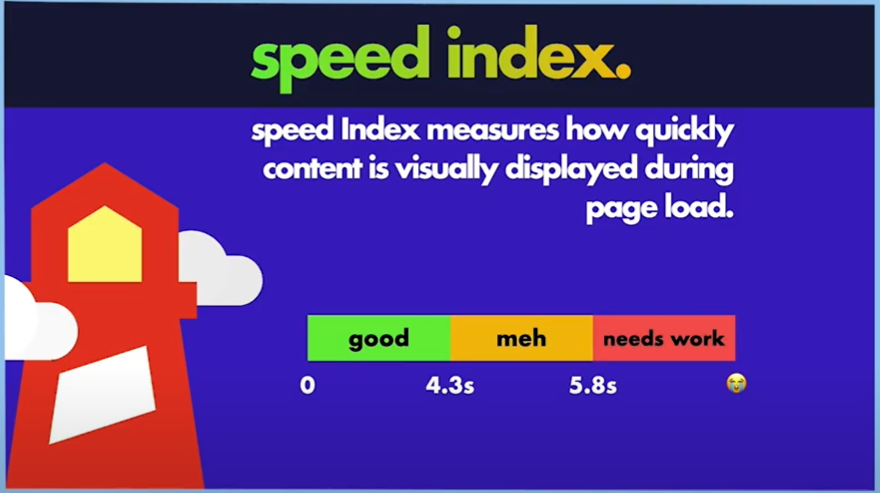 speed index.
speed Index measures how quickly
content is visually displayed during
page load.
good meh needs work
0 4.3s 5.8s